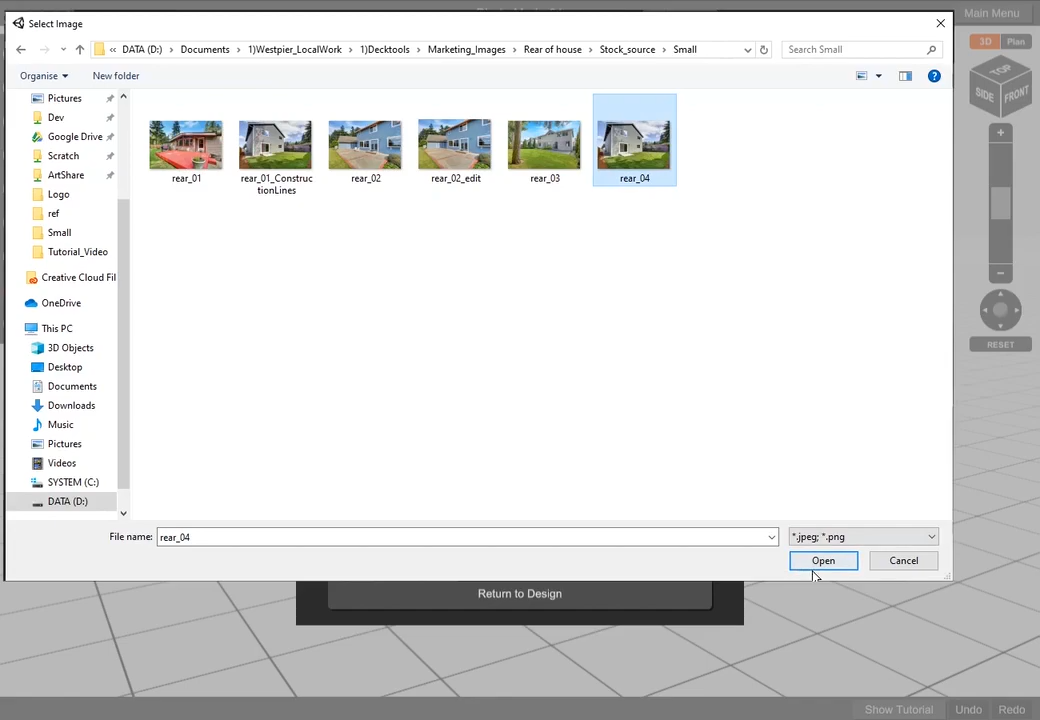 Select Image
Main Menu
« DATA (D:) › Documents › 1)Westpier_LocalWork › 1)Decktools › Marketing_Images › Rear of house › Stock_source › Small
Search Small
3D Plan
Organise New folder
TOP
SIDE FRONT
Pictures
Dev
Google Drive
Scratch
ArtShare
Logo
ref
Small
Tutorial_Video
Creative Cloud Fil
OneDrive
This PC
3D Objects
Desktop
Documents
Downloads
Music
Pictures
Videos
SYSTEM (C:)
DATA (D:)
rear_01
rear_01_Construc
tionLines
rear_02
rear_02_edit
rear_03
rear_04
RESET
File name: rear_04
*.jpeg; *.png
Open Cancel
Return to Design
Show Tutorial Undo Redo